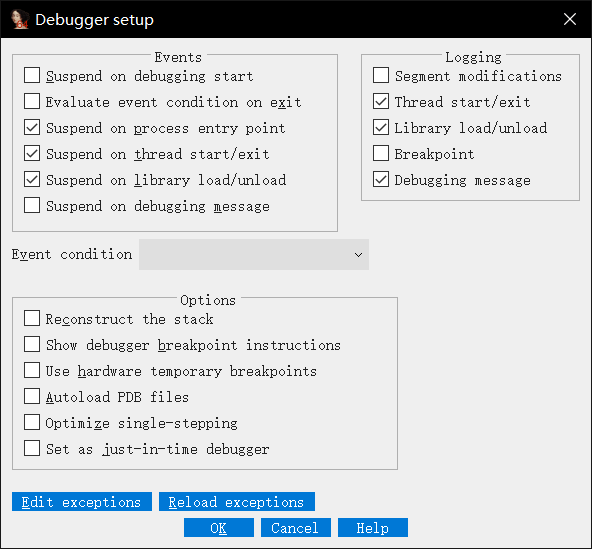 Debugger setup
Events
Suspend on debugging start
Evaluate event condition on exit
Suspend on process entry point
Suspend on thread start/exit
Suspend on library load/unload
Suspend on debugging message
Logging
Segment modifications
Thread start/exit
Library load/unload
Breakpoint
Debugging message
Event condition
Options
Reconstruct the stack
Show debugger breakpoint instructions
Use hardware temporary breakpoints
Autoload PDB files
Optimize single-stepping
Set as just-in-time debugger
Edit exceptions Reload exceptions
OK Cancel Help